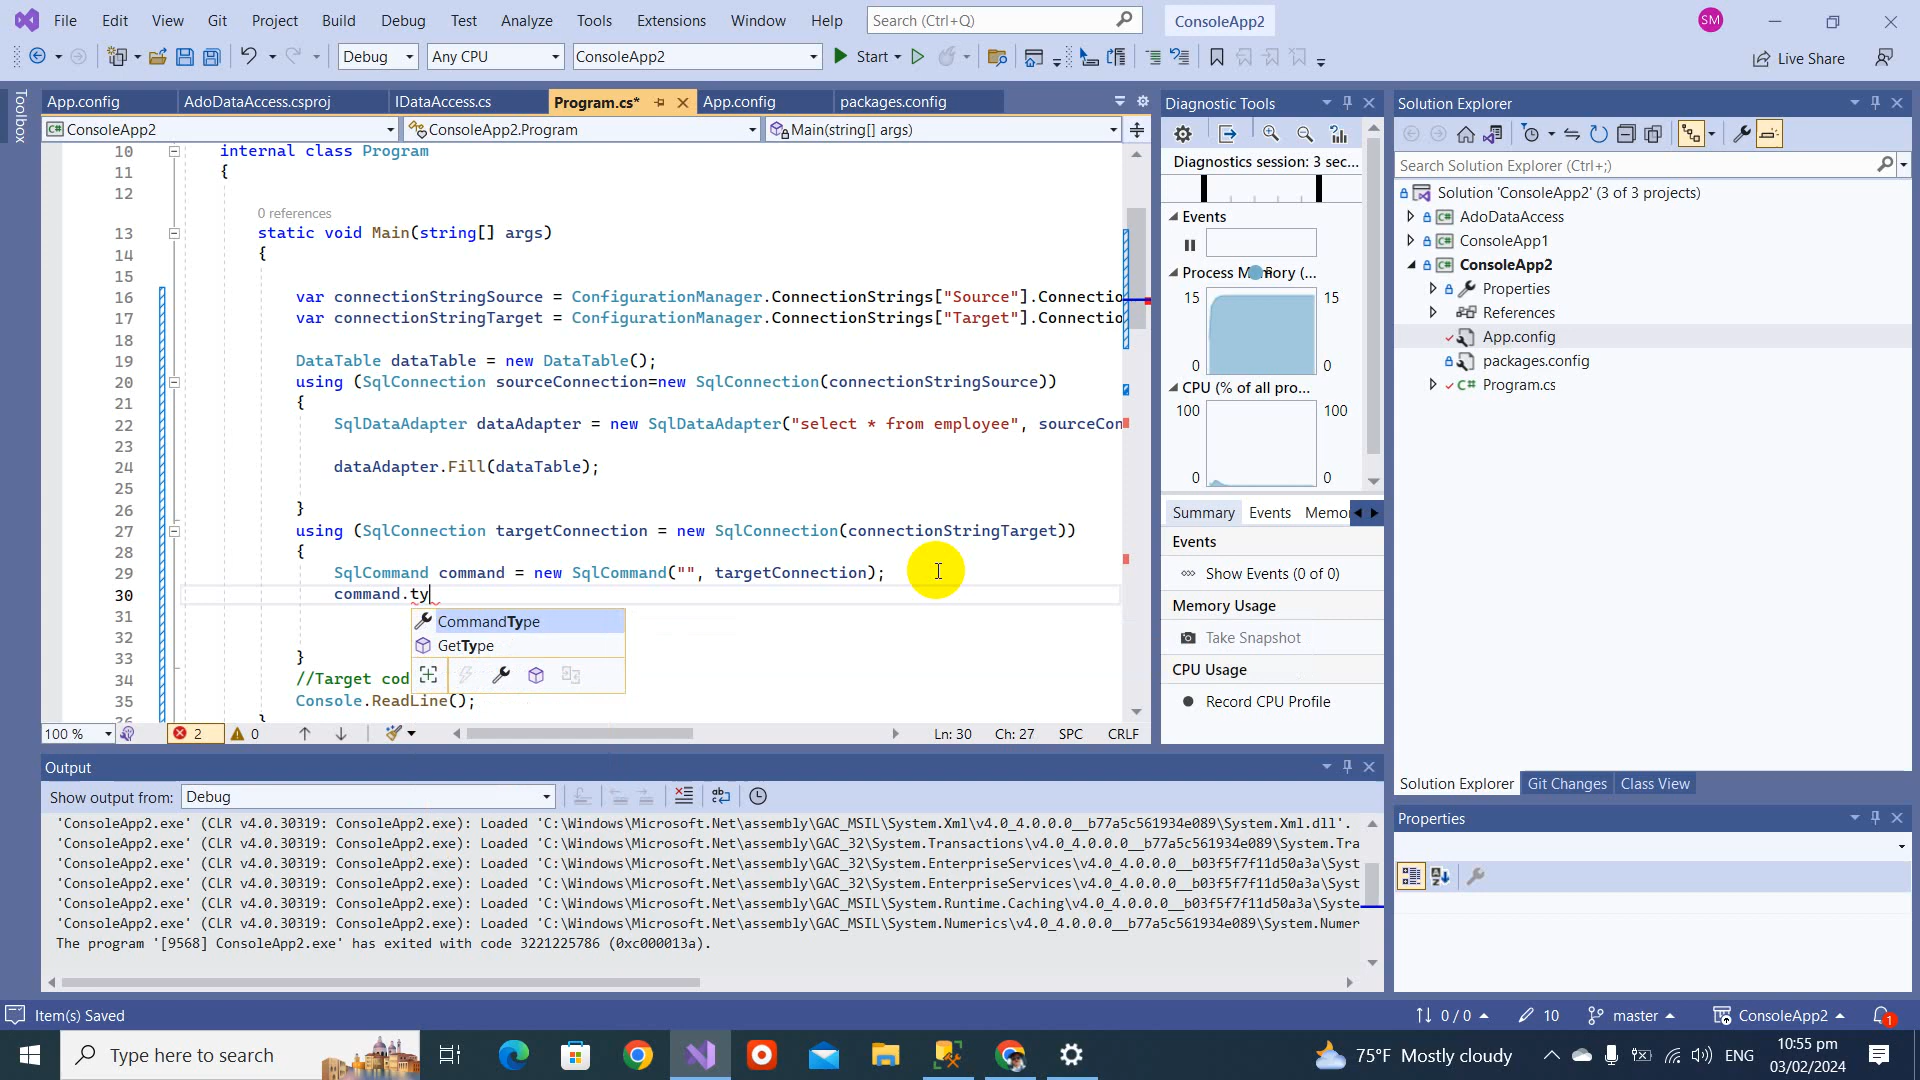 File Edit View Git Project Build Debug Test Analyze Tools Extensions Window Help Search (Ctrl+Q) ConsoleApp2 SM
Debug Any CPU ConsoleApp2 Start Live Share
Toolbox
App.config AdoDataAccess.csproj IDataAccess.cs Program.cs* App.config packages.config
ConsoleApp2 ConsoleApp2.Program Main(string[] args)
10 internal class Program
11 {
12
0 references
13 static void Main(string[] args)
14 {
15
16 var connectionStringSource = ConfigurationManager.ConnectionStrings["Source"].Connectio
17 var connectionStringTarget = ConfigurationManager.ConnectionStrings["Target"].Connectio
18
19 DataTable dataTable = new DataTable();
20 using (SqlConnection sourceConnection=new SqlConnection(connectionStringSource))
21 {
22 SqlDataAdapter dataAdapter = new SqlDataAdapter("select * from employee", sourceCon
23
24 dataAdapter.Fill(dataTable);
25
26 }
27 using (SqlConnection targetConnection = new SqlConnection(connectionStringTarget))
28 {
29 SqlCommand command = new SqlCommand("", targetConnection);
30 command.ty
31 CommandType
32 GetType
33 }
34 //Target cod
35 Console.ReadLine();
100 % 2 0 Ln: 30 Ch: 27 SPC CRLF
Diagnostic Tools
Diagnostics session: 3 sec...
Events
Process M ory (...
15 15
0 0
CPU (% of all pro...
100 100
0 0
Summary Events Memo
Events
Show Events (0 of 0)
Memory Usage
Take Snapshot
CPU Usage
Record CPU Profile
Solution Explorer
Search Solution Explorer (Ctrl+;)
Solution 'ConsoleApp2' (3 of 3 projects)
AdoDataAccess
ConsoleApp1
ConsoleApp2
Properties
References
App.config
packages.config
Program.cs
Solution Explorer Git Changes Class View
Properties
Output
Show output from: Debug
'ConsoleApp2.exe' (CLR v4.0.30319: ConsoleApp2.exe): Loaded 'C:\Windows\Microsoft.Net\assembly\GAC_MSIL\System.Xml\v4.0_4.0.0.0__b77a5c561934e089\System.Xml.dll'.
'ConsoleApp2.exe' (CLR v4.0.30319: ConsoleApp2.exe): Loaded 'C:\Windows\Microsoft.Net\assembly\GAC_32\System.Transactions\v4.0_4.0.0.0__b77a5c561934e089\System.Tra
'ConsoleApp2.exe' (CLR v4.0.30319: ConsoleApp2.exe): Loaded 'C:\Windows\Microsoft.Net\assembly\GAC_32\System.EnterpriseServices\v4.0_4.0.0.0__b03f5f7f11d50a3a\Syst
'ConsoleApp2.exe' (CLR v4.0.30319: ConsoleApp2.exe): Loaded 'C:\Windows\Microsoft.Net\assembly\GAC_32\System.EnterpriseServices\v4.0_4.0.0.0__b03f5f7f11d50a3a\Syst
'ConsoleApp2.exe' (CLR v4.0.30319: ConsoleApp2.exe): Loaded 'C:\Windows\Microsoft.Net\assembly\GAC_MSIL\System.Runtime.Caching\v4.0_4.0.0.0__b03f5f7f11d50a3a\Syste
'ConsoleApp2.exe' (CLR v4.0.30319: ConsoleApp2.exe): Loaded 'C:\Windows\Microsoft.Net\assembly\GAC_MSIL\System.Numerics\v4.0_4.0.0.0__b77a5c561934e089\System.Numer
The program '[9568] ConsoleApp2.exe' has exited with code 3221225786 (0xc000013a).
Item(s) Saved 0 / 0 10 master ConsoleApp2 1
Type here to search 75°F Mostly cloudy ENG 10:55 pm
03/02/2024